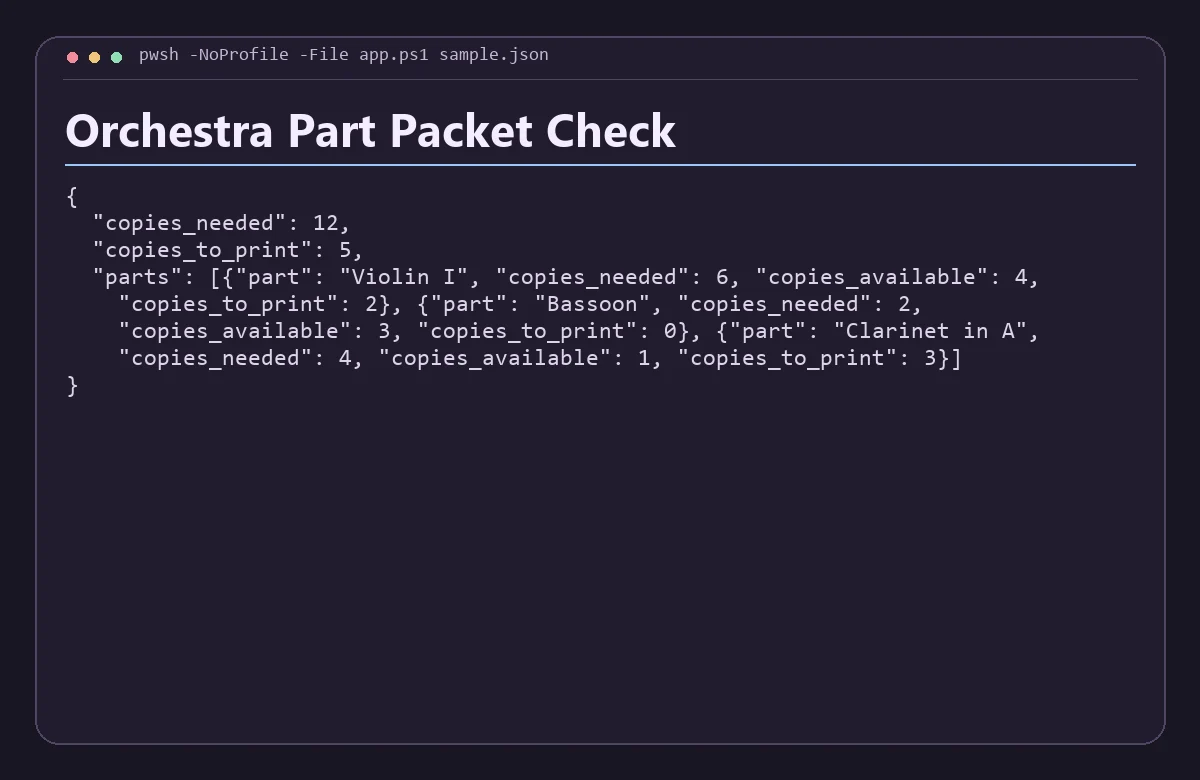 pwsh -NoProfile -File app.ps1 sample.json
Orchestra Part Packet Check
{
  "copies_needed": 12,
  "copies_to_print": 5,
  "parts": [{"part": "Violin I", "copies_needed": 6, "copies_available": 4,
    "copies_to_print": 2}, {"part": "Bassoon", "copies_needed": 2,
    "copies_available": 3, "copies_to_print": 0}, {"part": "Clarinet in A",
    "copies_needed": 4, "copies_available": 1, "copies_to_print": 3}]
}